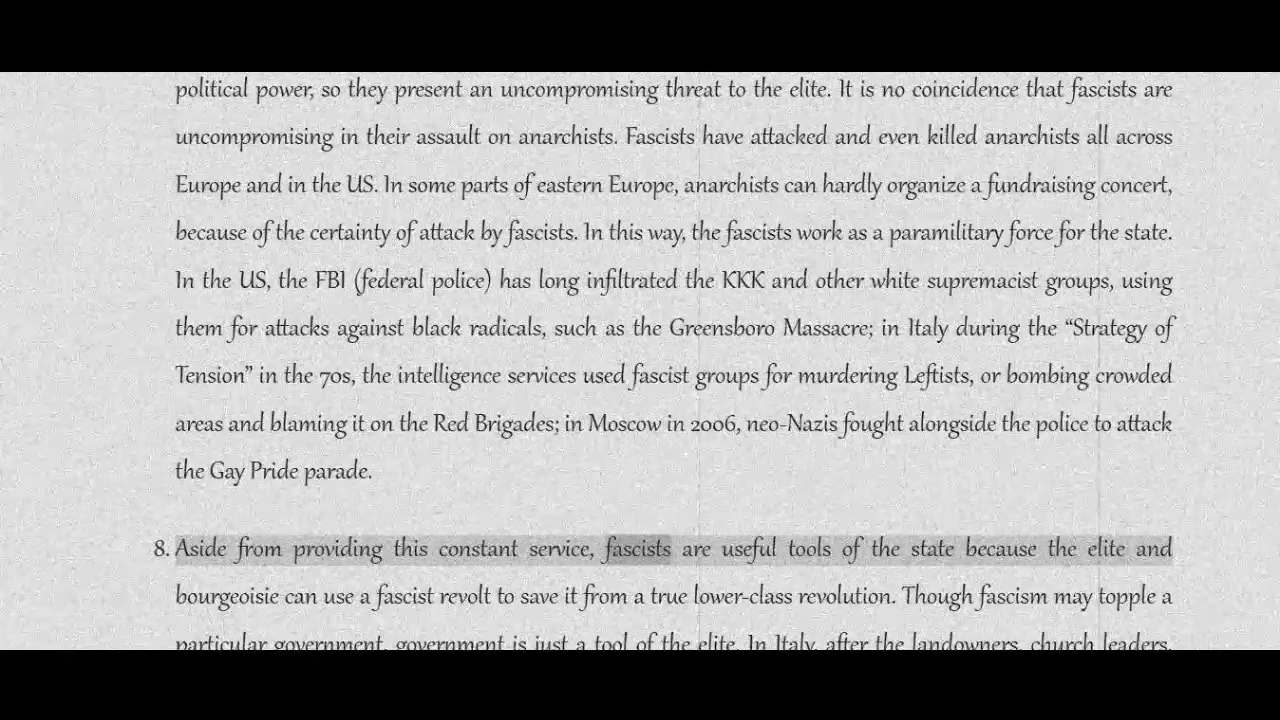 political power, so they present an uncompromising threat to the elite. It is no coincidence that fascists are
uncompromising in their assault on anarchists. Fascists have attacked and even killed anarchists all across
Europe and in the US. In some parts of eastern Europe, anarchists can hardly organize a fundraising concert,
because of the certainty of attack by fascists. In this way, the fascists work as a paramilitary force for the state.
In the US, the FBI (federal police) has long infiltrated the KKK and other white supremacist groups, using
them for attacks against black radicals, such as the Greensboro Massacre; in Italy during the “Strategy of
Tension” in the 70s, the intelligence services used fascist groups for murdering Leftists, or bombing crowded
areas and blaming it on the Red Brigades; in Moscow in 2006, neo-Nazis fought alongside the police to attack
the Gay Pride parade.
8. Aside from providing this constant service, fascists are useful tools of the state because the elite and
bourgeoisie can use a fascist revolt to save it from a true lower-class revolution. Though fascism may topple a
particular government, government is just a tool of the elite. In Italy, after the landowners, church leaders,